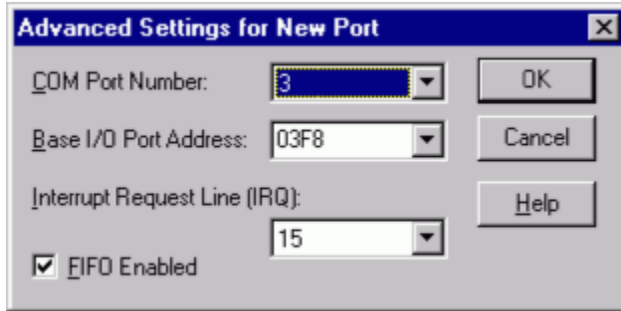 Advanced Settings for New Port
COM Port Number: 3 OK
Base I/O Port Address: 03F8 Cancel
Interrupt Request Line (IRQ): Help
15
FIFO Enabled